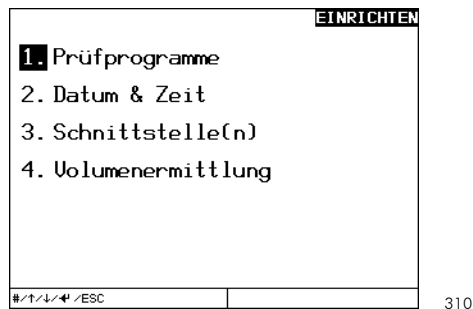 EINRICHTEN
1. Prüfprogramme
2. Datum & Zeit
3. Schnittstelle(n)
4. Volumenermittlung
#/↑/↓/↵ /ESC
310